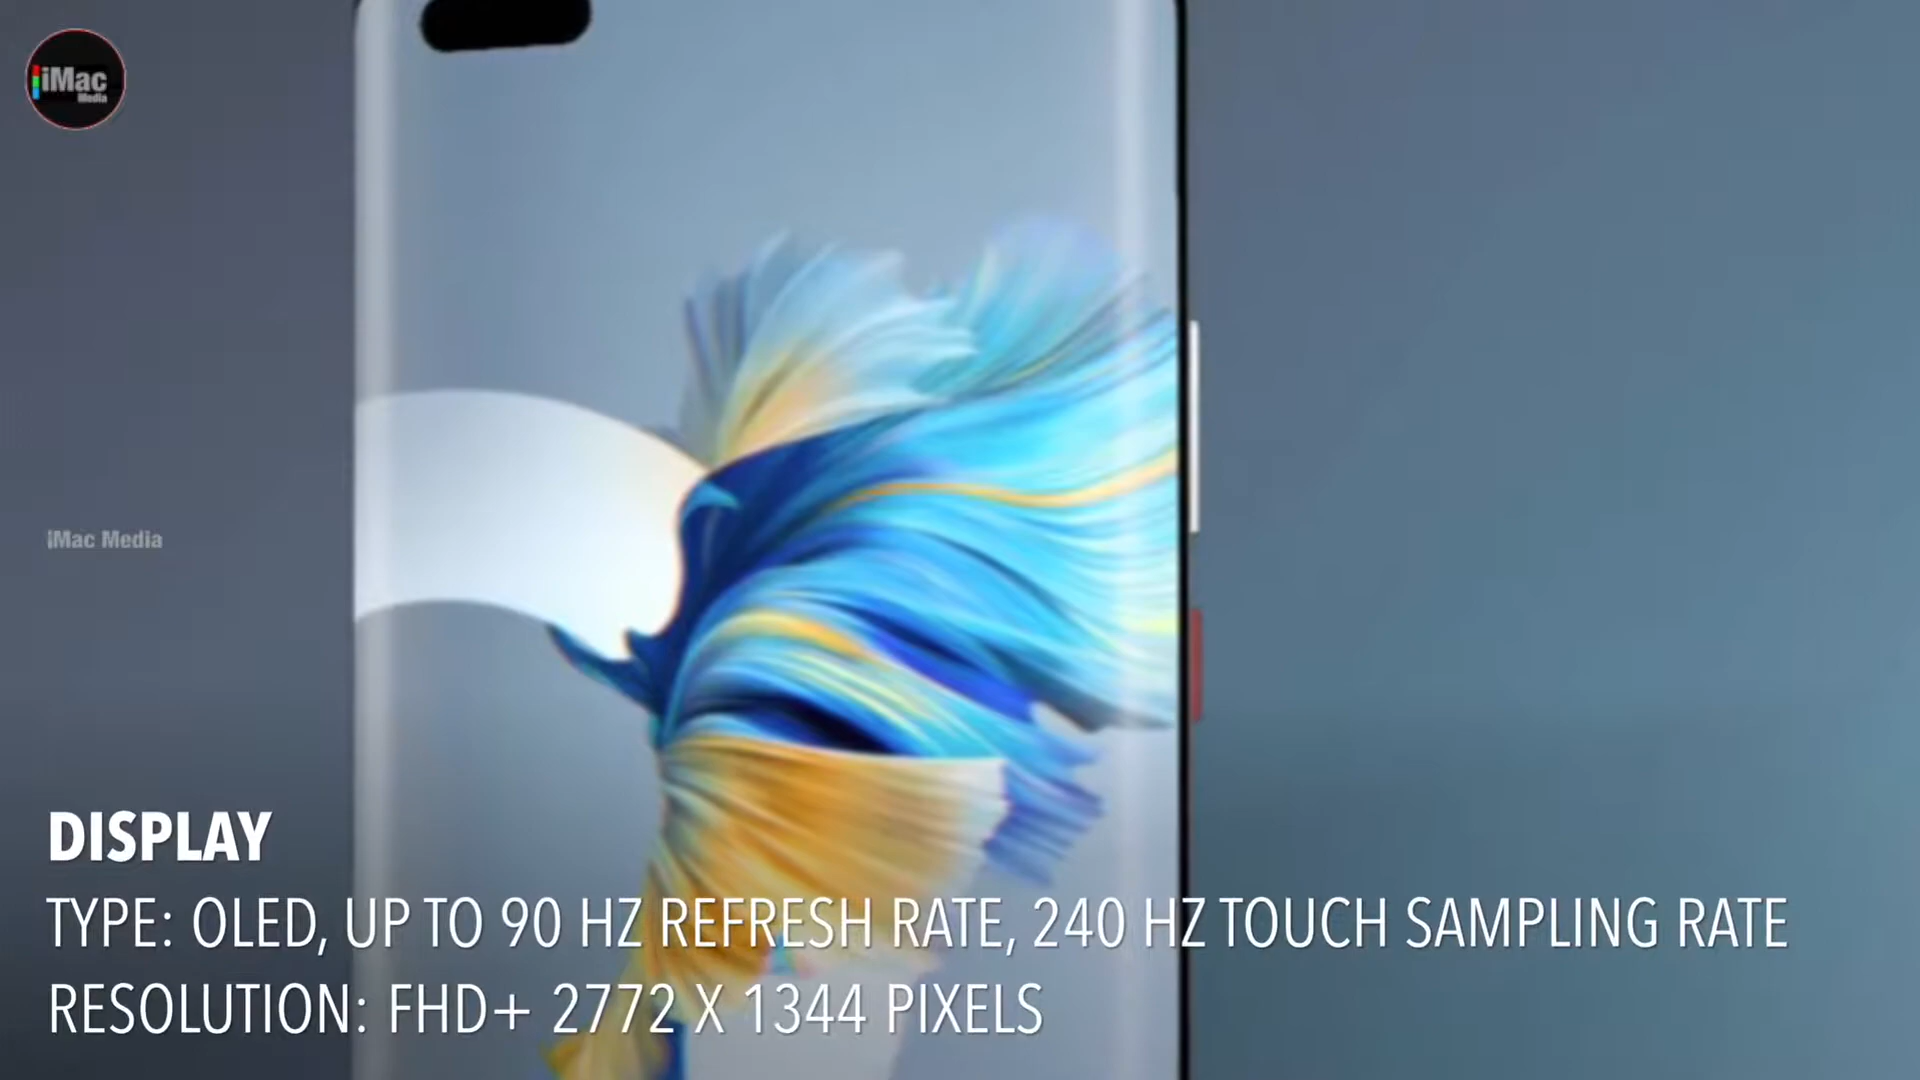 iMac
Media
iMac Media
DISPLAY
TYPE: OLED, UP TO 90 HZ REFRESH RATE, 240 HZ TOUCH SAMPLING RATE
RESOLUTION: FHD+ 2772 X 1344 PIXELS